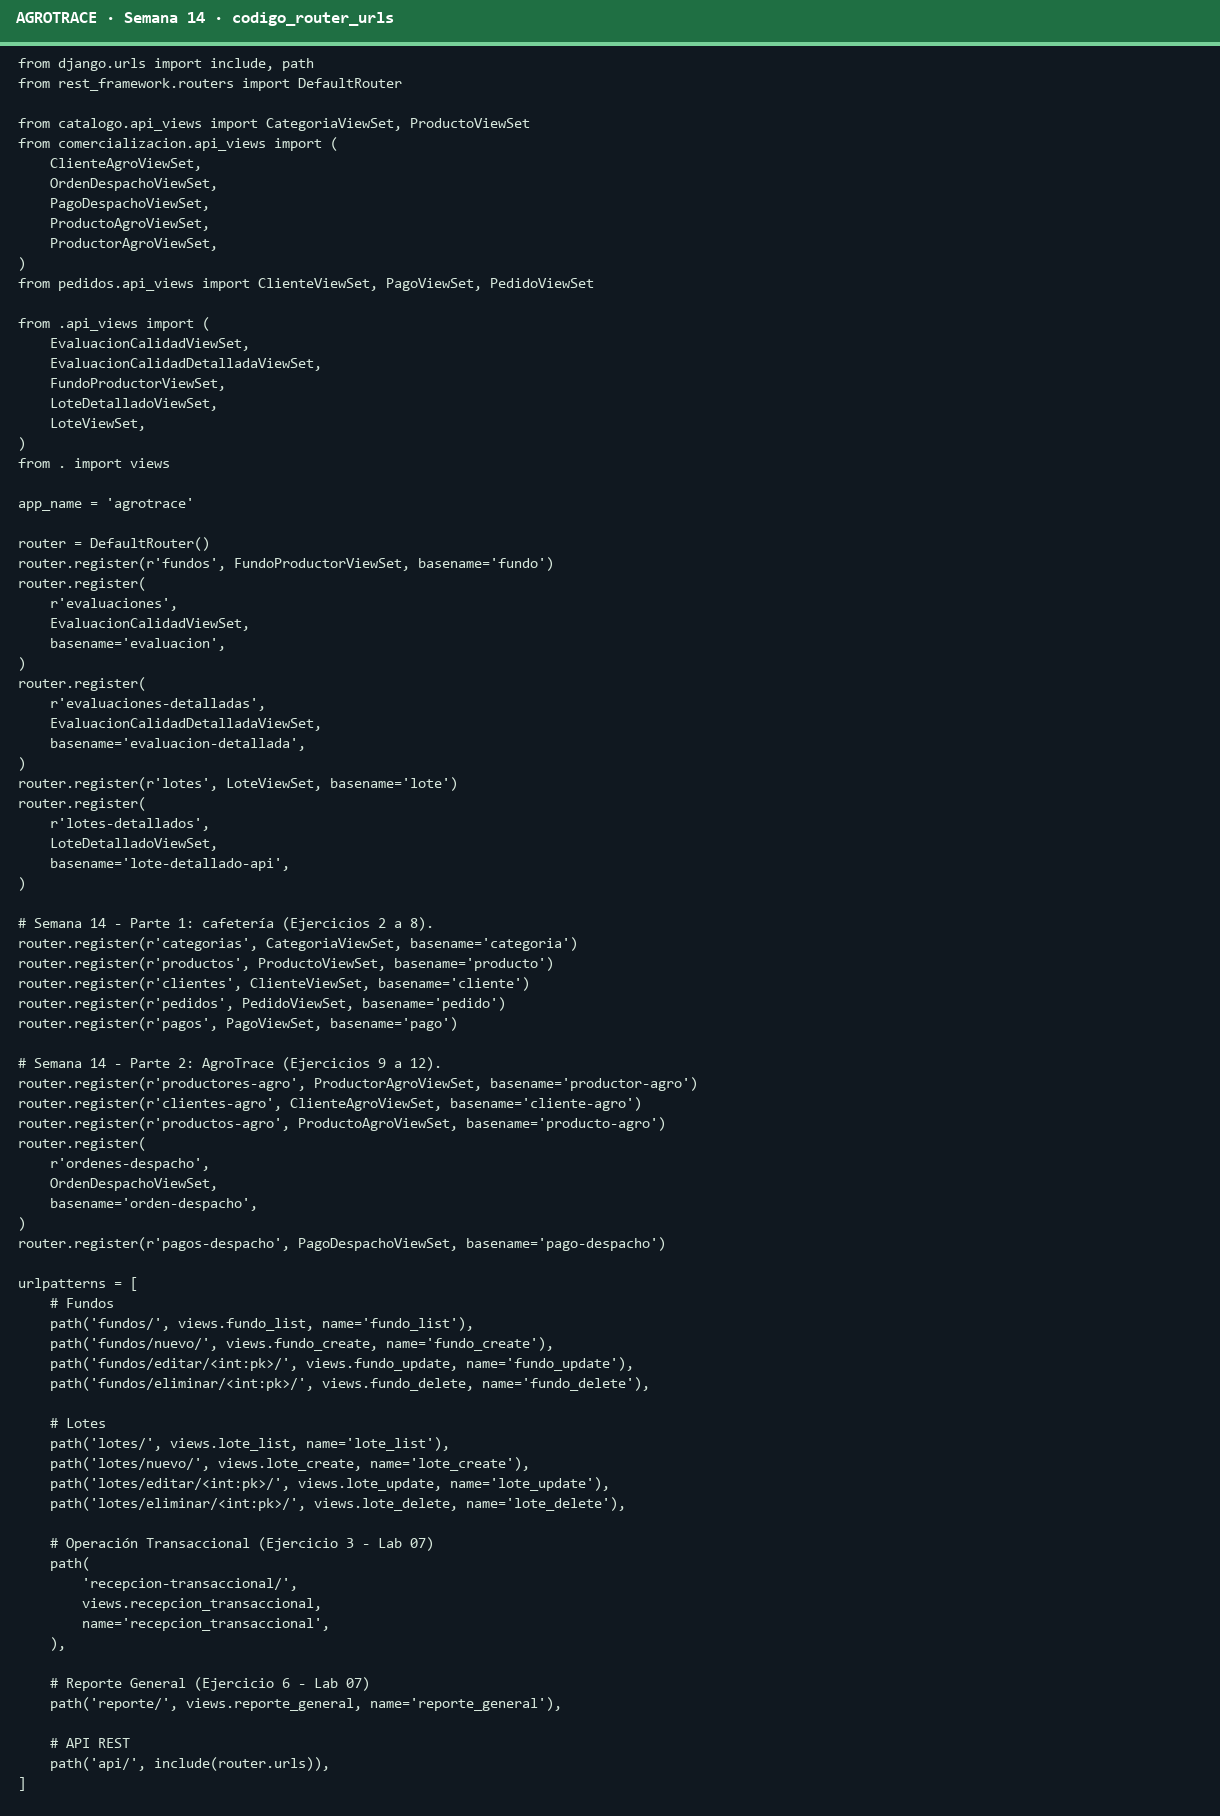 AGROTRACE · Semana 14 · codigo_router_urls
from django.urls import include, path
from rest_framework.routers import DefaultRouter

from catalogo.api_views import CategoriaViewSet, ProductoViewSet
from comercializacion.api_views import (
    ClienteAgroViewSet,
    OrdenDespachoViewSet,
    PagoDespachoViewSet,
    ProductoAgroViewSet,
    ProductorAgroViewSet,
)
from pedidos.api_views import ClienteViewSet, PagoViewSet, PedidoViewSet

from .api_views import (
    EvaluacionCalidadViewSet,
    EvaluacionCalidadDetalladaViewSet,
    FundoProductorViewSet,
    LoteDetalladoViewSet,
    LoteViewSet,
)
from . import views

app_name = 'agrotrace'

router = DefaultRouter()
router.register(r'fundos', FundoProductorViewSet, basename='fundo')
router.register(
    r'evaluaciones',
    EvaluacionCalidadViewSet,
    basename='evaluacion',
)
router.register(
    r'evaluaciones-detalladas',
    EvaluacionCalidadDetalladaViewSet,
    basename='evaluacion-detallada',
)
router.register(r'lotes', LoteViewSet, basename='lote')
router.register(
    r'lotes-detallados',
    LoteDetalladoViewSet,
    basename='lote-detallado-api',
)

# Semana 14 - Parte 1: cafetería (Ejercicios 2 a 8).
router.register(r'categorias', CategoriaViewSet, basename='categoria')
router.register(r'productos', ProductoViewSet, basename='producto')
router.register(r'clientes', ClienteViewSet, basename='cliente')
router.register(r'pedidos', PedidoViewSet, basename='pedido')
router.register(r'pagos', PagoViewSet, basename='pago')

# Semana 14 - Parte 2: AgroTrace (Ejercicios 9 a 12).
router.register(r'productores-agro', ProductorAgroViewSet, basename='productor-agro')
router.register(r'clientes-agro', ClienteAgroViewSet, basename='cliente-agro')
router.register(r'productos-agro', ProductoAgroViewSet, basename='producto-agro')
router.register(
    r'ordenes-despacho',
    OrdenDespachoViewSet,
    basename='orden-despacho',
)
router.register(r'pagos-despacho', PagoDespachoViewSet, basename='pago-despacho')

urlpatterns = [
    # Fundos
    path('fundos/', views.fundo_list, name='fundo_list'),
    path('fundos/nuevo/', views.fundo_create, name='fundo_create'),
    path('fundos/editar/<int:pk>/', views.fundo_update, name='fundo_update'),
    path('fundos/eliminar/<int:pk>/', views.fundo_delete, name='fundo_delete'),

    # Lotes
    path('lotes/', views.lote_list, name='lote_list'),
    path('lotes/nuevo/', views.lote_create, name='lote_create'),
    path('lotes/editar/<int:pk>/', views.lote_update, name='lote_update'),
    path('lotes/eliminar/<int:pk>/', views.lote_delete, name='lote_delete'),

    # Operación Transaccional (Ejercicio 3 - Lab 07)
    path(
        'recepcion-transaccional/',
        views.recepcion_transaccional,
        name='recepcion_transaccional',
    ),

    # Reporte General (Ejercicio 6 - Lab 07)
    path('reporte/', views.reporte_general, name='reporte_general'),

    # API REST
    path('api/', include(router.urls)),
]